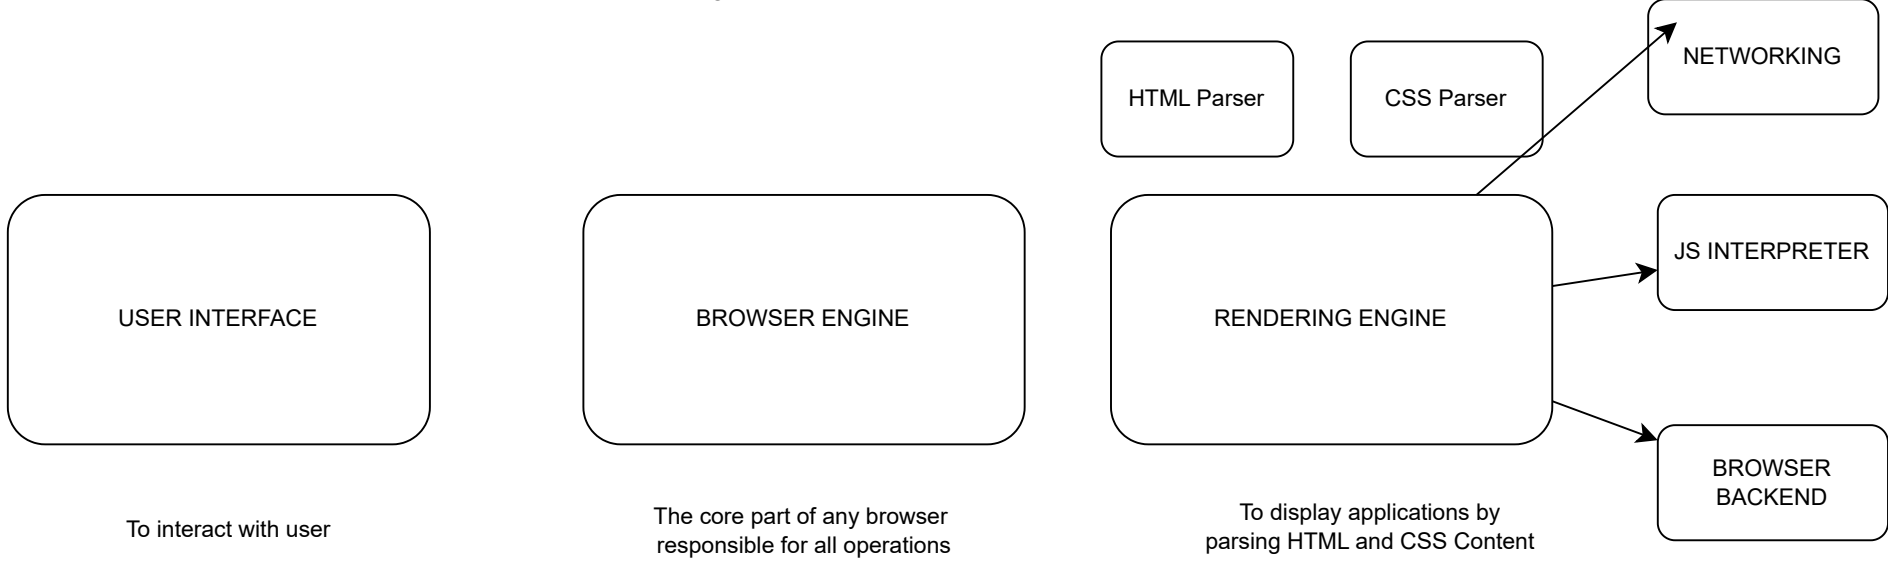 NETWORKING
HTML Parser
CSS Parser
JS INTERPRETER
USER INTERFACE
BROWSER ENGINE
RENDERING ENGINE
BROWSER
BACKEND
To interact with user
The core part of any browser
responsible for all operations
To display applications by
parsing HTML and CSS Content